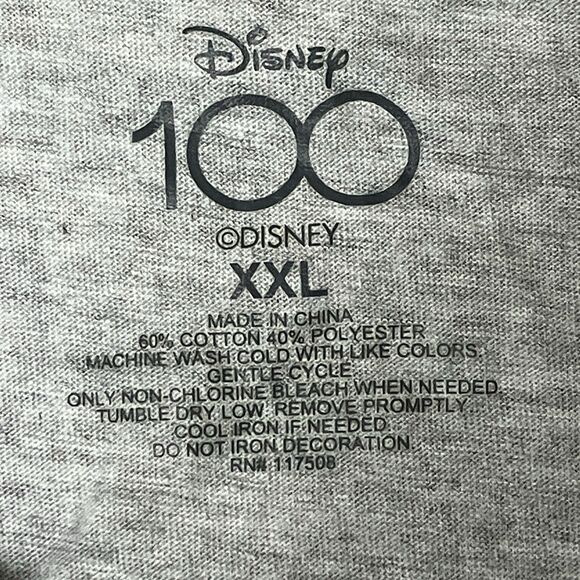 Disney
100
©DISNEY
XXL
MADE IN CHINA
60% COTTON 40% POLYESTER
MACHINE WASH COLD WITH LIKE COLORS.
GENTLE CYCLE.
ONLY NON-CHLORINE BLEACH WHEN NEEDED.
TUMBLE DRY LOW. REMOVE PROMPTLY.
COOL IRON IF NEEDED.
DO NOT IRON DECORATION.
RN# 117508